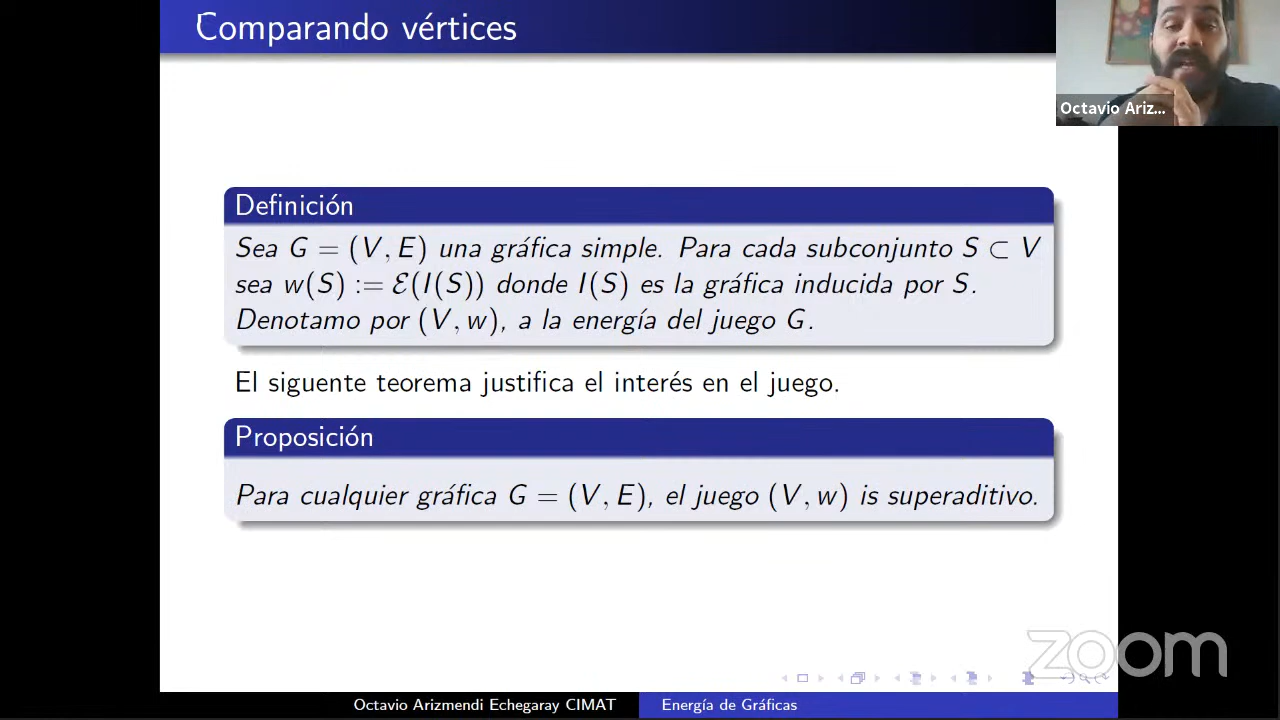 Comparando vértices
Octavio Ariz...
Definición
Sea G = (V, E) una gráfica simple. Para cada subconjunto S ⊂ V
sea w(S) := ℰ(I(S)) donde I(S) es la gráfica inducida por S.
Denotamo por (V, w), a la energía del juego G.
El siguente teorema justifica el interés en el juego.
Proposición
Para cualquier gráfica G = (V, E), el juego (V, w) is superaditivo.
zoom
Octavio Arizmendi Echegaray CIMAT
Energía de Gráficas